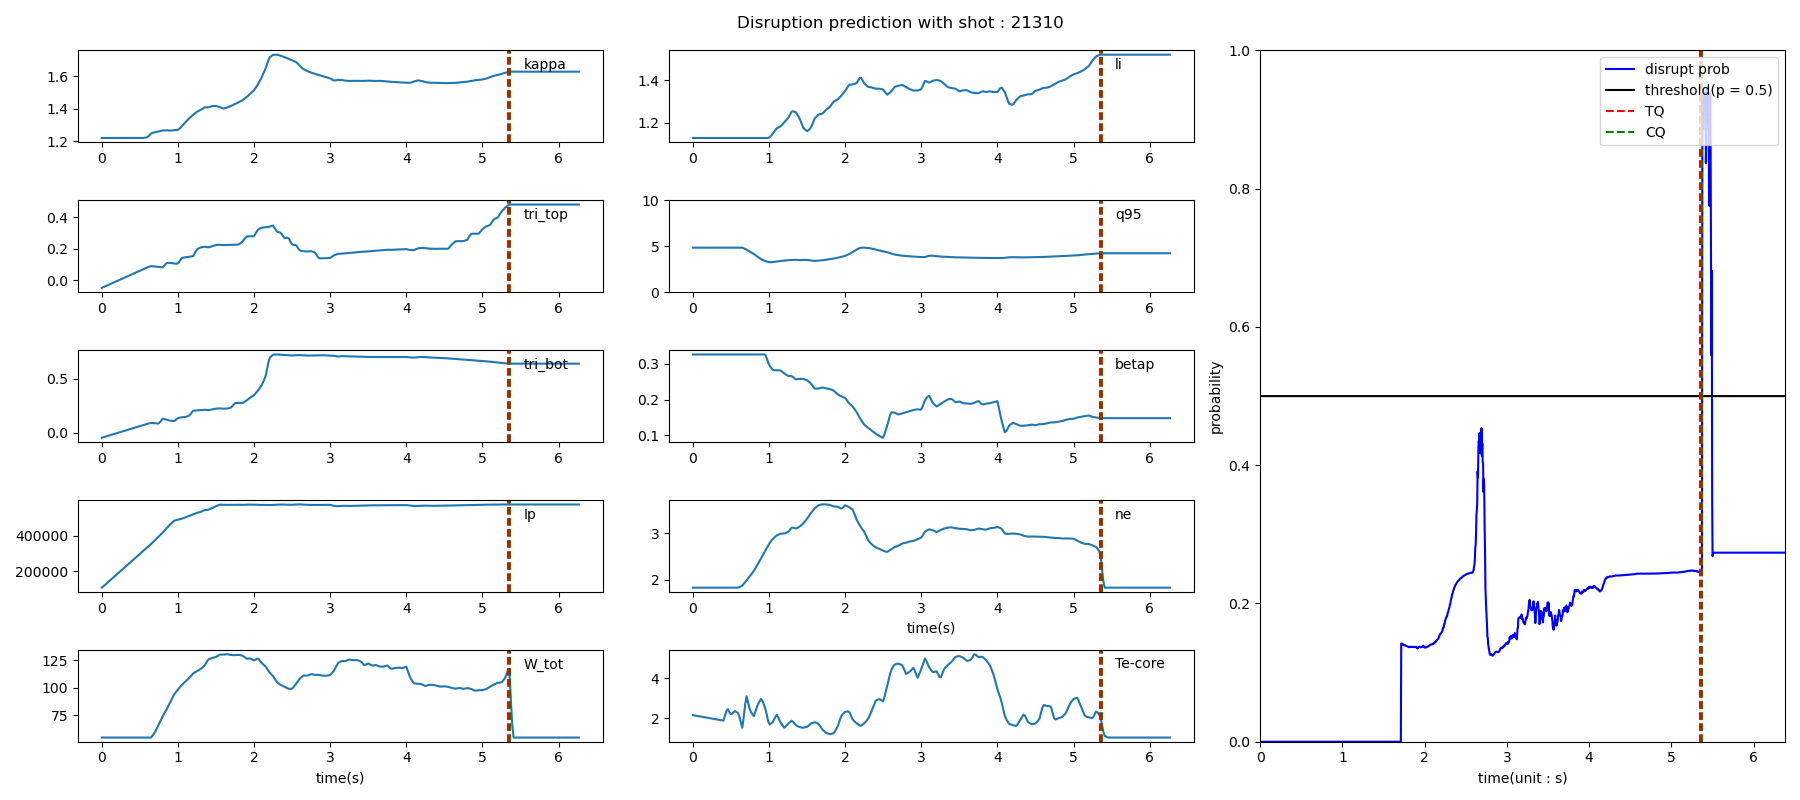 Disruption prediction with shot : 21310
kappa
1.6
1.4
1.2
0 1 2 3 4 5 6
li
1.4
1.2
0 1 2 3 4 5 6
tri_top
0.4
0.2
0.0
0 1 2 3 4 5 6
q95
10
5
0
0 1 2 3 4 5 6
tri_bot
0.5
0.0
0 1 2 3 4 5 6
betap
0.3
0.2
0.1
0 1 2 3 4 5 6
Ip
400000
200000
0 1 2 3 4 5 6
ne
3
2
0 1 2 3 4 5 6
time(s)
W_tot
125
100
75
0 1 2 3 4 5 6
time(s)
Te-core
4
2
0 1 2 3 4 5 6
disrupt prob
threshold(p = 0.5)
TQ
CQ
1.0
0.8
0.6
0.4
0.2
0.0
probability
0 1 2 3 4 5 6
time(unit : s)